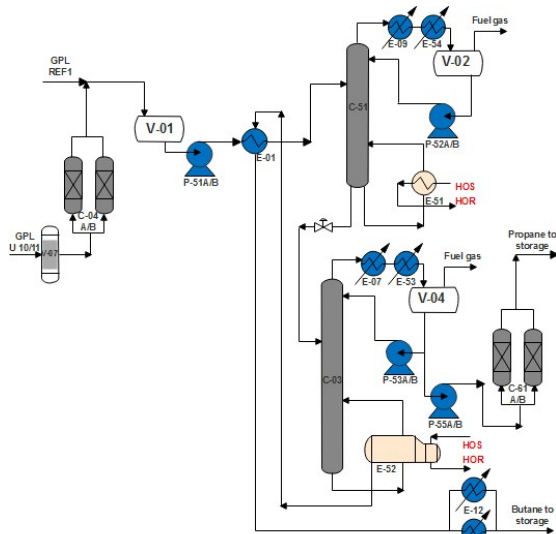 GPL
REF1
V-01
P-51A/B
E-01
C-04
A/B
GPL
U 10/11
V-07
E-09
E-54
V-02
Fuel gas
C-51
P-52A/B
E-51
HOS
HOR
E-07
E-53
V-04
Fuel gas
C-03
P-53A/B
P-55A/B
E-52
HOS
HOR
Propane to
storage
C-61
A/B
E-12
Butane to
storage